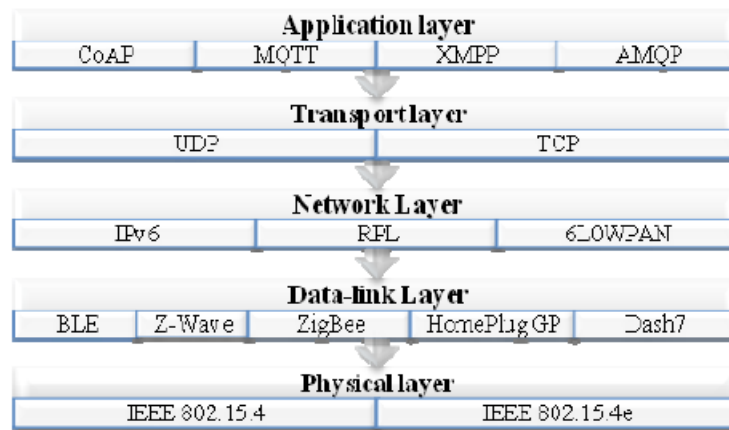 Application layer
CoAP MQTT XMPP AMQP
Transport layer
UDP TCP
Network Layer
IPv6 RPL 6LOWPAN
Data-link Layer
BLE Z-Wave ZigBee HomePlug GP Dash7
Physical layer
IEEE 802.15.4 IEEE 802.15.4e